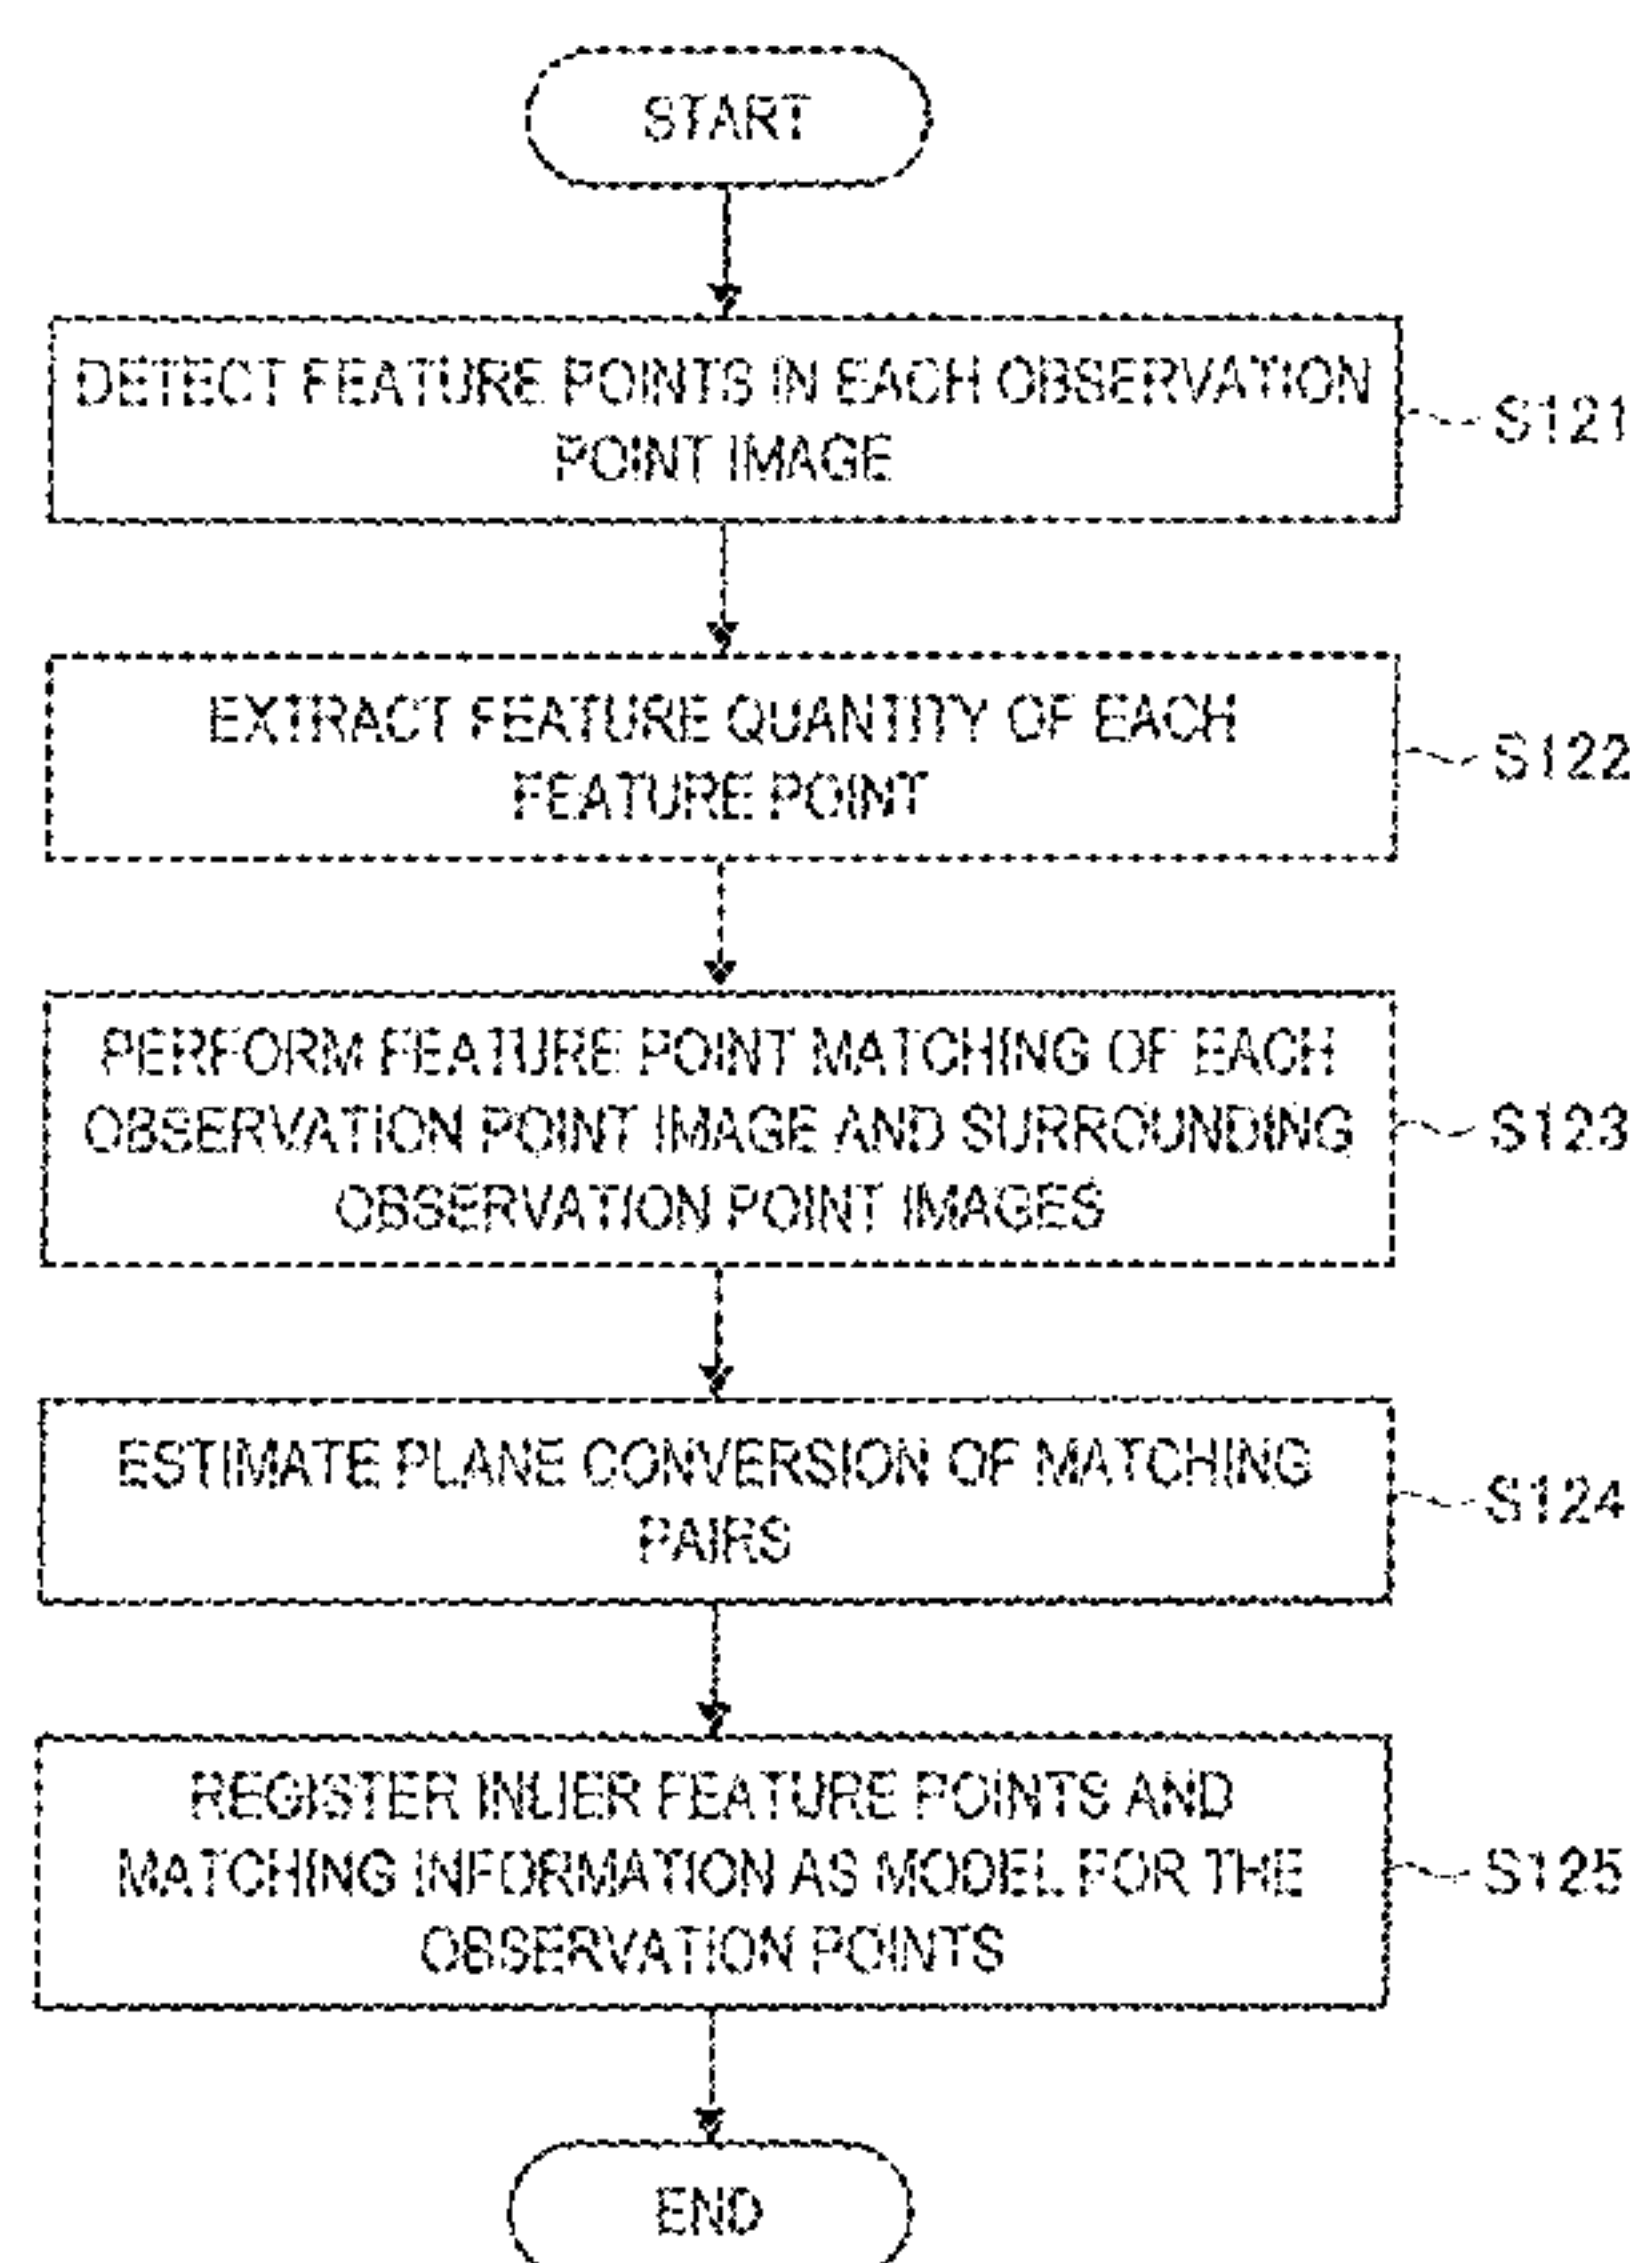 START
DETECT FEATURE POINTS IN EACH OBSERVATION
POINT IMAGE
S121
EXTRACT FEATURE QUANTITY OF EACH
FEATURE POINT
S122
PERFORM FEATURE POINT MATCHING OF EACH
OBSERVATION POINT IMAGE AND SURROUNDING
OBSERVATION POINT IMAGES
S123
ESTIMATE PLANE CONVERSION OF MATCHING
PAIRS
S124
REGISTER INLIER FEATURE POINTS AND
MATCHING INFORMATION AS MODEL FOR THE
OBSERVATION POINTS
S125
END